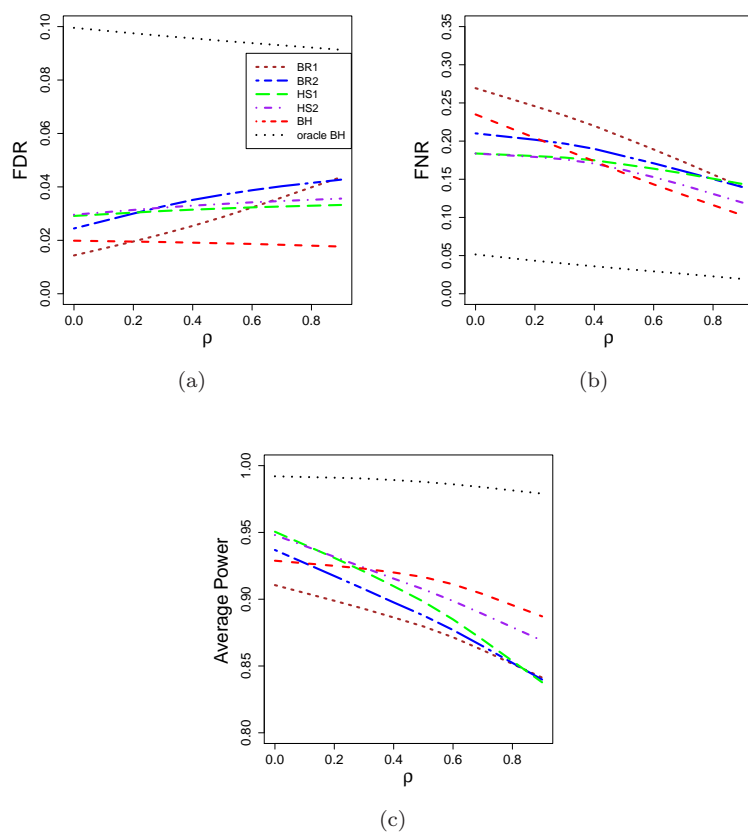 FDR
0.00 0.02 0.04 0.06 0.08 0.10
BR1
BR2
HS1
HS2
BH
oracle BH
0.0 0.2 0.4 0.6 0.8
ρ
(a)
FNR
0.00 0.05 0.10 0.15 0.20 0.25 0.30 0.35
0.0 0.2 0.4 0.6 0.8
ρ
(b)
Average Power
0.80 0.85 0.90 0.95 1.00
0.0 0.2 0.4 0.6 0.8
ρ
(c)